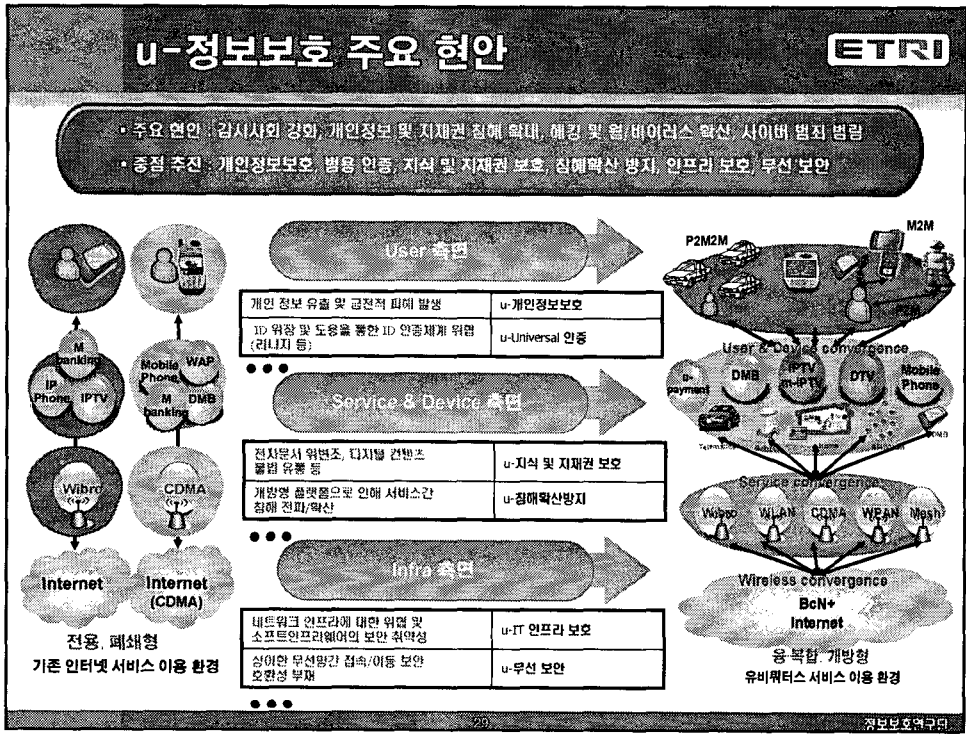 u-정보보호 주요 현안
ETRI
• 주요 현안 : 감시사회 강화, 개인정보 및 지재권 침해 확대, 해킹 및 웜/바이러스 확산, 사이버 범죄 범람
• 중점 추진 : 개인정보보호, 범용 인증, 지식 및 지재권 보호, 침해확산 방지, 인프라 보호, 무선 보안
M banking
IP Phone
IPTV
Wibro
Internet
Mobile Phone
WAP
M banking
DMB
CDMA
Internet (CDMA)
전용, 폐쇄형
기존 인터넷 서비스 이용 환경
User 측면
개인 정보 유출 및 금전적 피해 발생
u-개인정보보호
ID 위장 및 도용을 통한 ID 인증체계 위협
(리니지 등)
u-Universal 인증
Service & Device 측면
전자문서 위변조, 디지털 컨텐츠
불법 유통 등
u-지식 및 지재권 보호
개방형 플랫폼으로 인해 서비스간
침해 전파/확산
u-침해확산방지
Infra 측면
네트워크 인프라에 대한 위협 및
소프트인프라웨어의 보안 취약성
u-IT 인프라 보호
상이한 무선망간 접속/이동 보안
호환성 부재
u-무선 보안
P2M2M
M2M
P2M
User & Device convergence
u-payment
DMB
IPTV m-IPTV
DTV
Mobile Phone
Service convergence
Wibro
WLAN
CDMA
WPAN
Mesh
Wireless convergence
BcN+
Internet
융·복합, 개방형
유비쿼터스 서비스 이용 환경
정보보호연구단